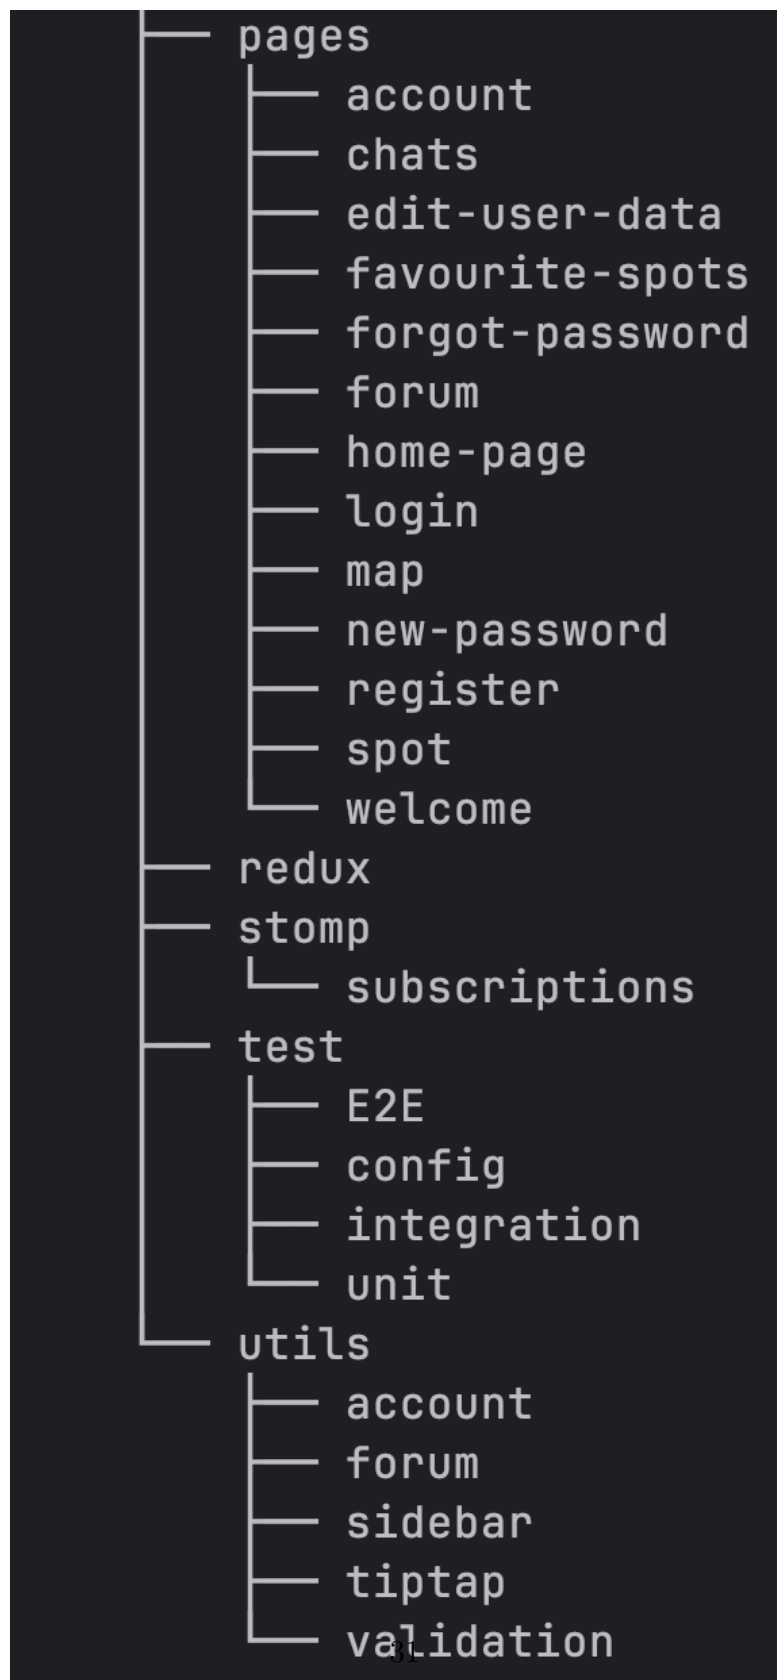 pages
account
chats
edit-user-data
favourite-spots
forgot-password
forum
home-page
login
map
new-password
register
spot
welcome
redux
stomp
subscriptions
test
E2E
config
integration
unit
utils
account
forum
sidebar
tiptap
validation
31